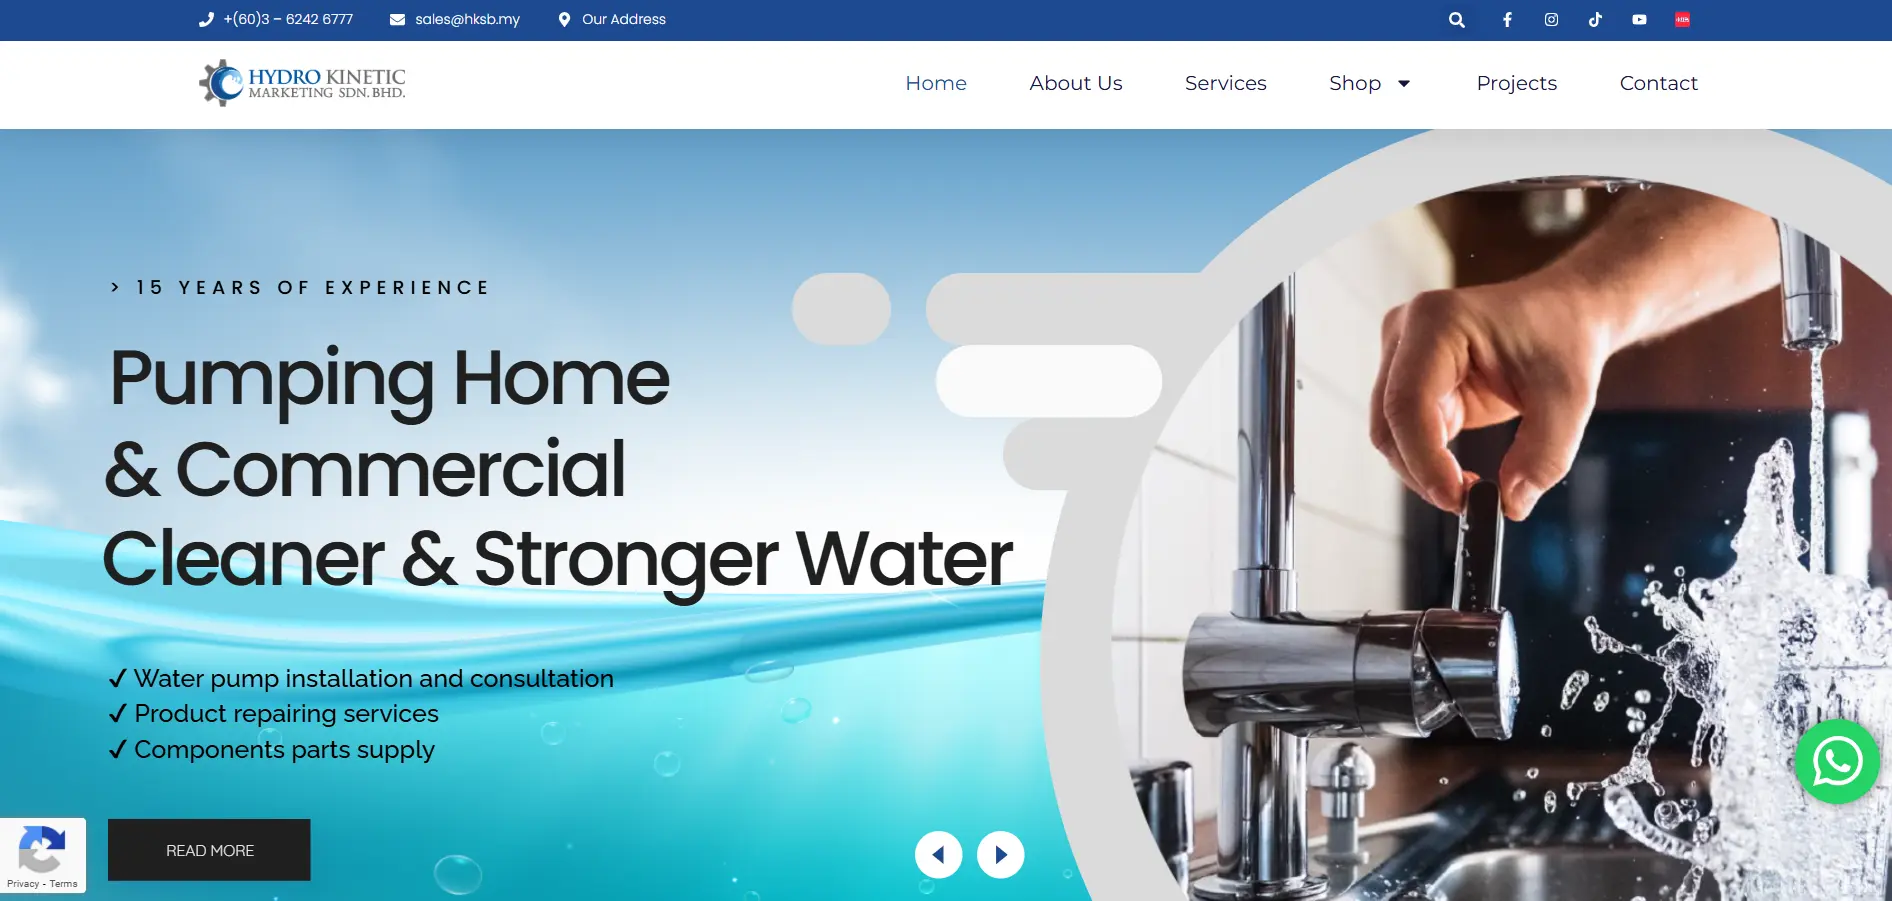 +(60)3 – 6242 6777
sales@hksb.my
Our Address
HYDRO KINETIC
MARKETING SDN. BHD.
Home
About Us
Services
Shop
Projects
Contact
> 15 YEARS OF EXPERIENCE
Pumping Home
& Commercial
Cleaner & Stronger Water
✓ Water pump installation and consultation
✓ Product repairing services
✓ Components parts supply
READ MORE
Privacy - Terms